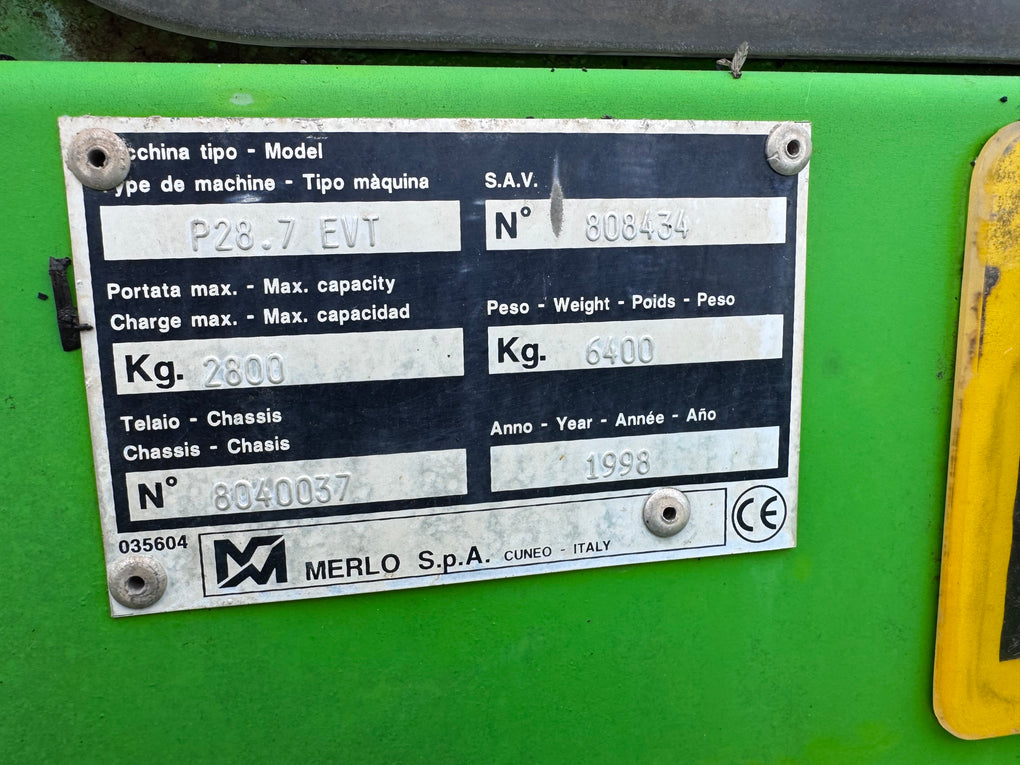 cchina tipo - Model
ype de machine - Tipo màquina
P28.7 EVT
S.A.V.
N° 808434
Portata max. - Max. capacity
Charge max. - Max. capacidad
Kg. 2800
Peso - Weight - Poids - Peso
Kg. 6400
Telaio - Chassis
Chassis - Chasis
N° 8040037
Anno - Year - Année - Año
1998
035604
MERLO S.p.A. CUNEO - ITALY
CE